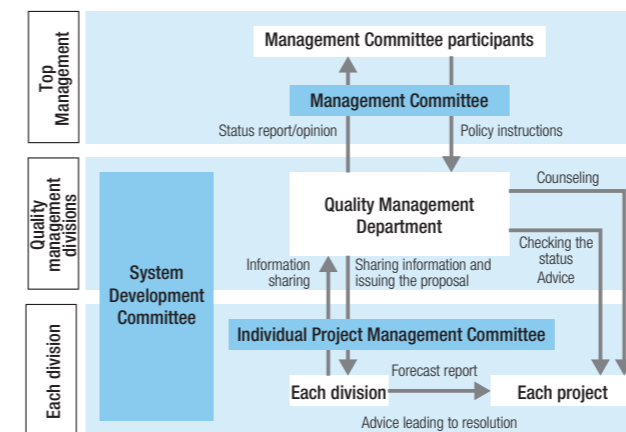 Top
Management
Management Committee participants
Management Committee
Status report/opinion
Policy instructions
Quality
management
divisions
System
Development
Committee
Quality Management
Department
Counseling
Checking the
status
Advice
Information
sharing
Sharing information and
issuing the proposal
Each division
Individual Project Management Committee
Each division
Forecast report
Each project
Advice leading to resolution